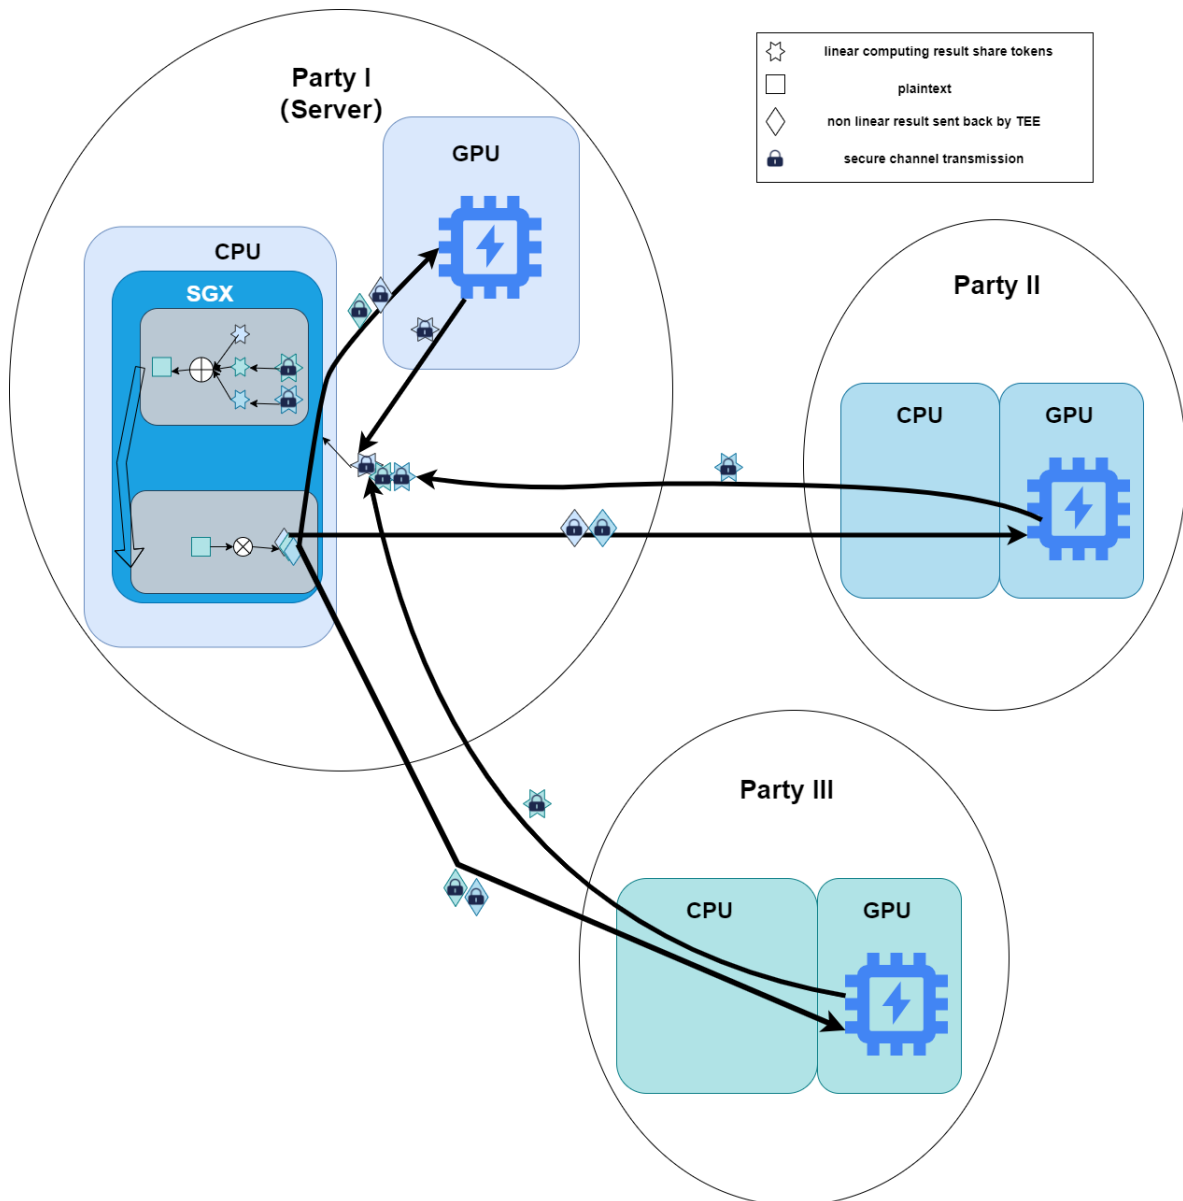 Party I
(Server)
GPU
CPU
SGX
linear computing result share tokens
plaintext
non linear result sent back by TEE
secure channel transmission
Party II
CPU
GPU
Party III
CPU
GPU